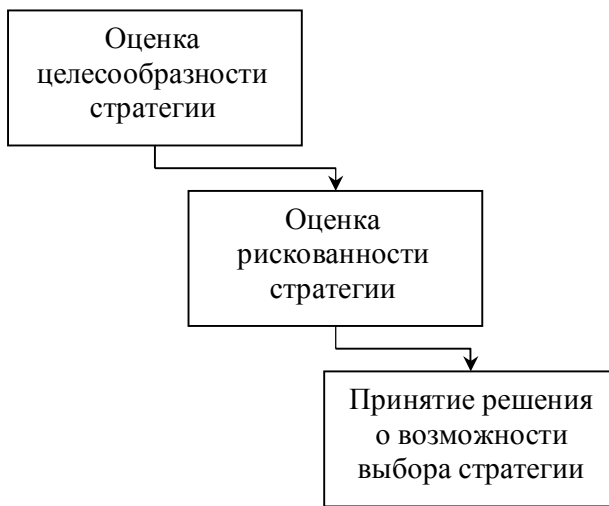 Оценка
целесообразности
стратегии
Оценка
рискованности
стратегии
Принятие решения
о возможности
выбора стратегии